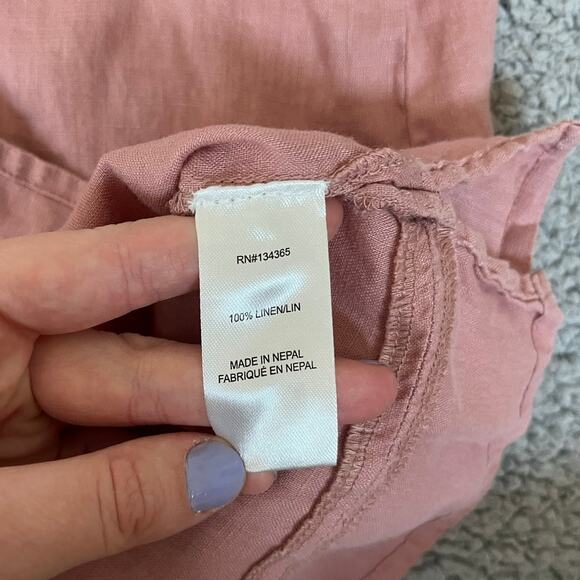 RN#134365
100% LINEN/LIN
MADE IN NEPAL
FABRIQUÉ EN NEPAL